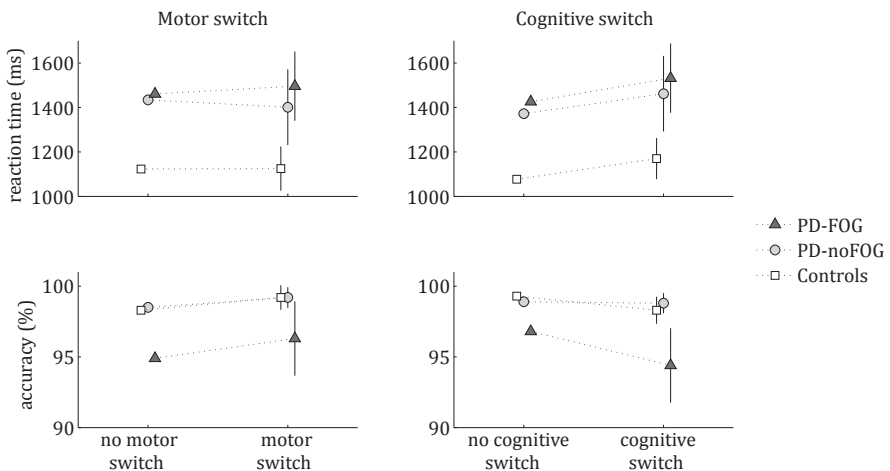 Motor switch
Cognitive switch
reaction time (ms)
1600
1400
1200
1000
1600
1400
1200
1000
PD-FOG
PD-noFOG
Controls
accuracy (%)
100
95
90
100
95
90
no motor
switch
motor
switch
no cognitive
switch
cognitive
switch